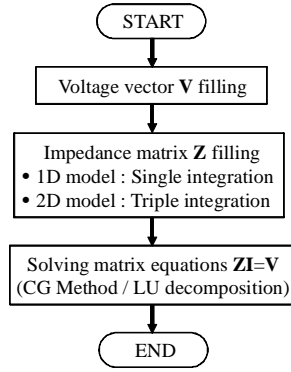 START
Voltage vector V filling
Impedance matrix Z filling
• 1D model : Single integration
• 2D model : Triple integration
Solving matrix equations ZI=V
(CG Method / LU decomposition)
END